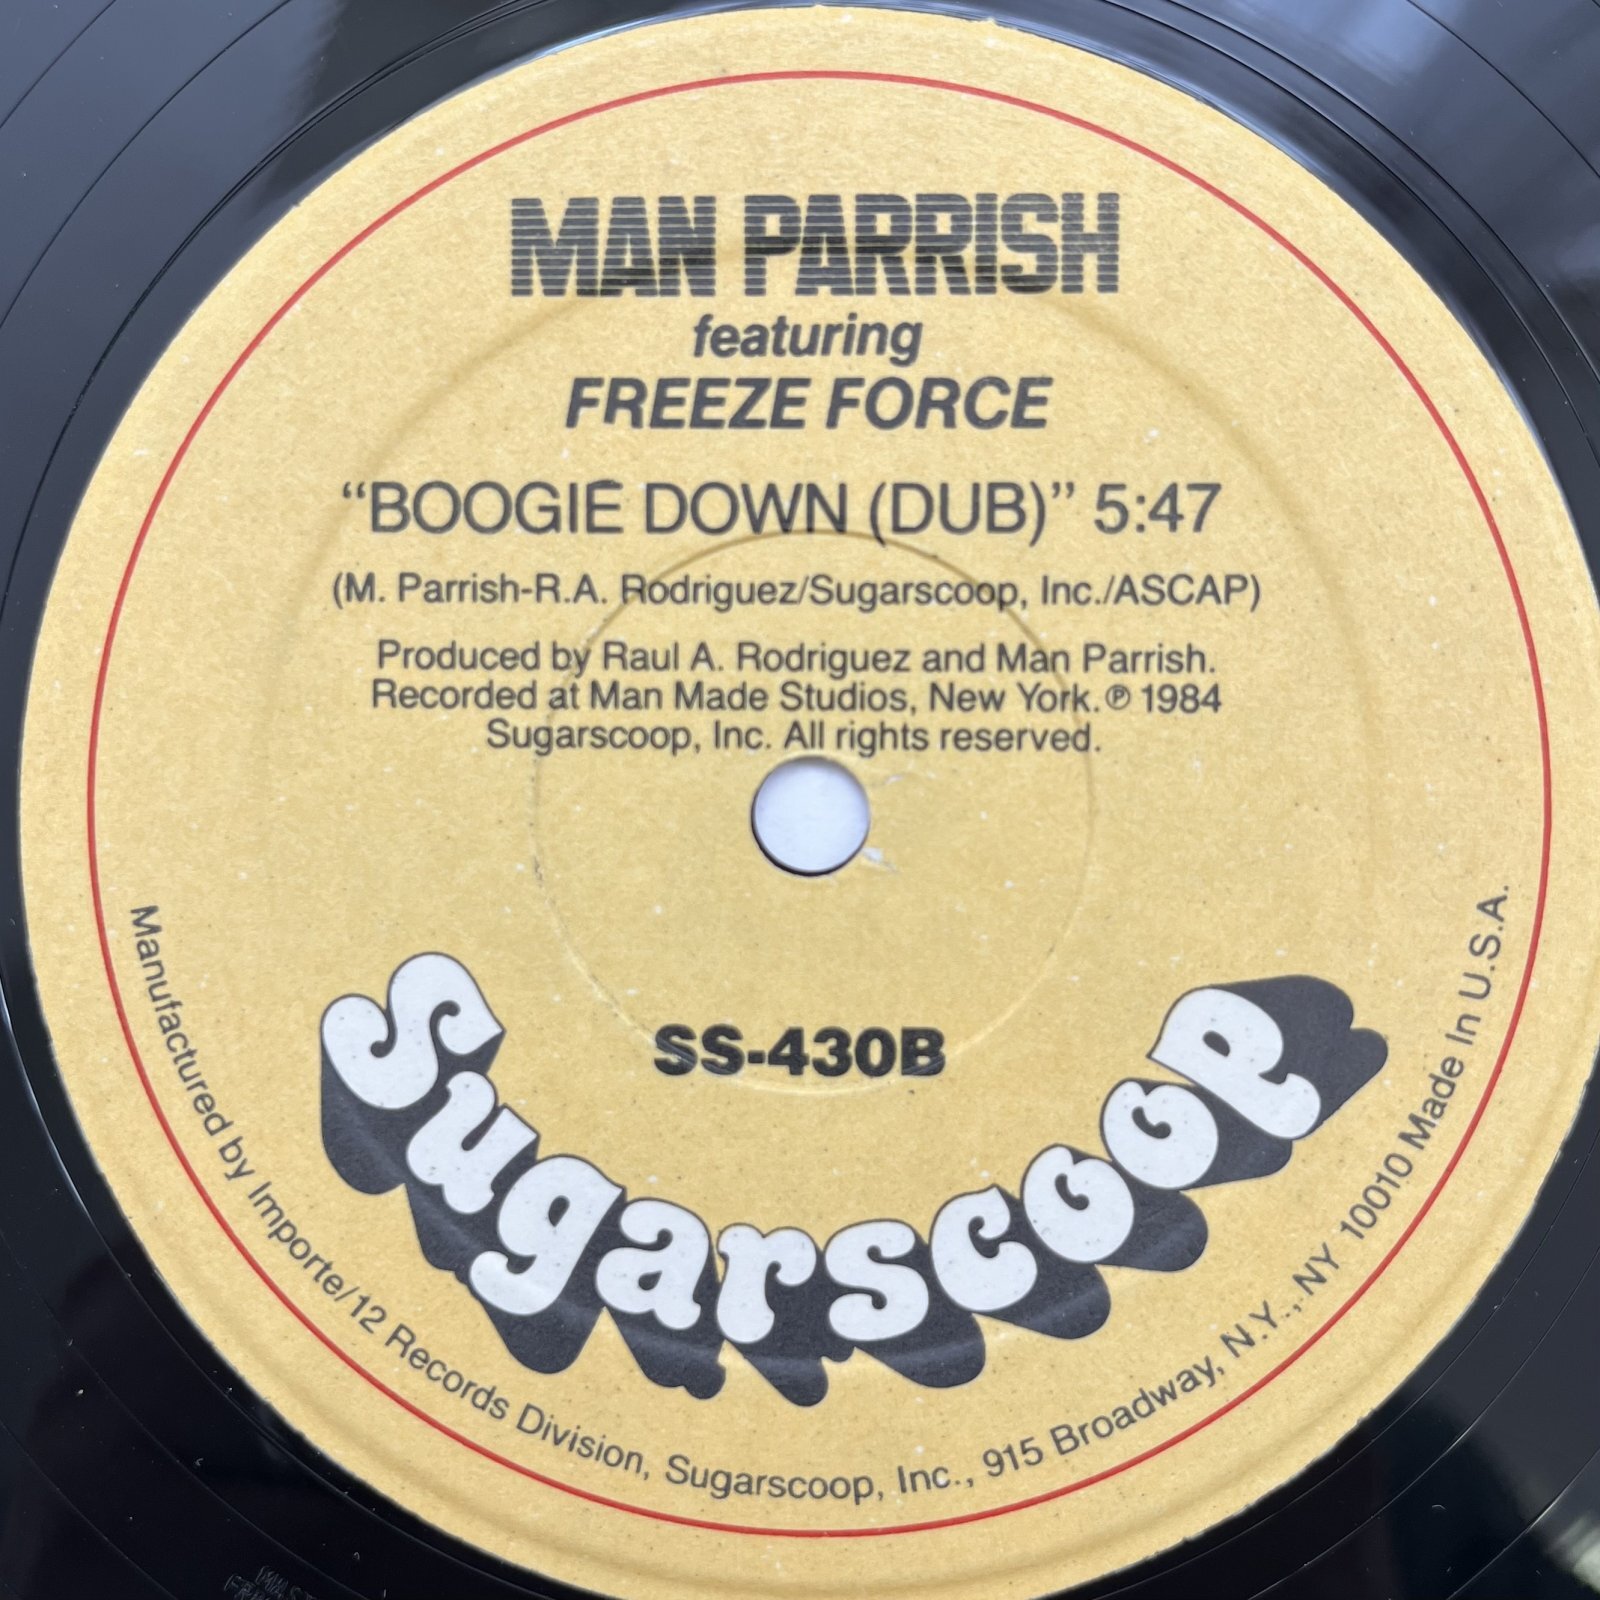 MAN PARRISH
featuring
FREEZE FORCE
“BOOGIE DOWN (DUB)” 5:47
(M. Parrish-R.A. Rodriguez/Sugarscoop, Inc./ASCAP)
Produced by Raul A. Rodriguez and Man Parrish.
Recorded at Man Made Studios, New York.℗ 1984
Sugarscoop, Inc. All rights reserved.
SS-430B
Sugarscoop
Manufactured by Importe/12 Records Division, Sugarscoop, Inc., 915 Broadway, N.Y., NY 10010 Made In U.S.A.